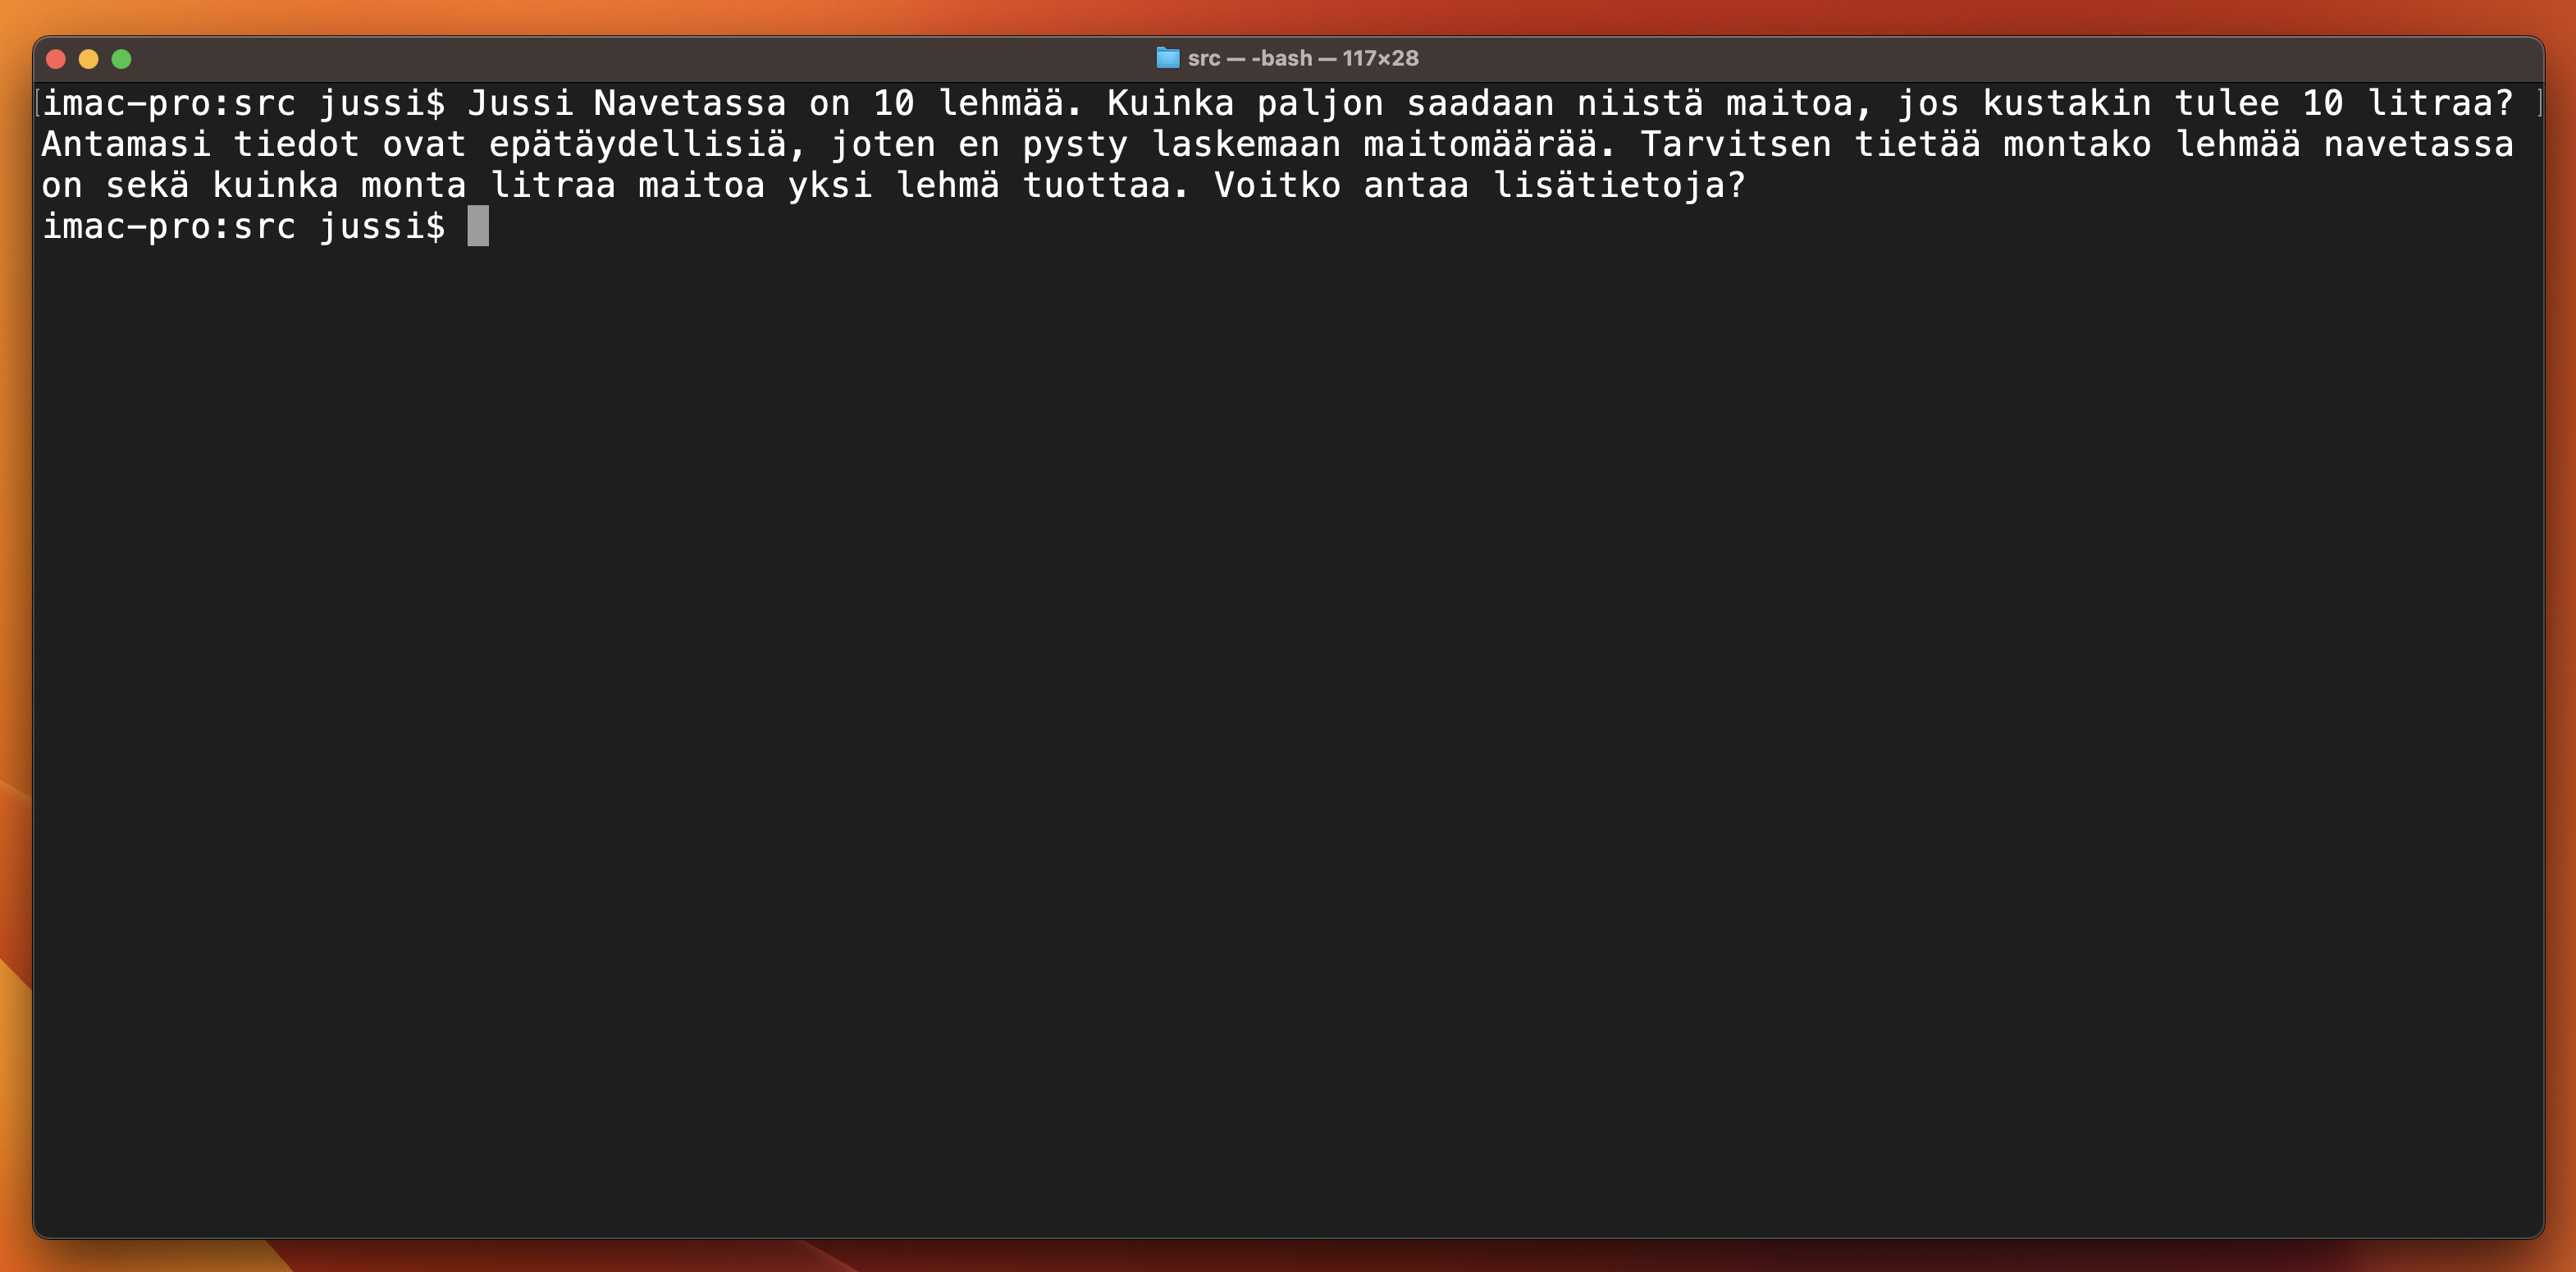 src — -bash — 117×28
imac-pro:src jussi$ Jussi Navetassa on 10 lehmää. Kuinka paljon saadaan niistä maitoa, jos kustakin tulee 10 litraa?
Antamasi tiedot ovat epätäydellisiä, joten en pysty laskemaan maitomäärää. Tarvitsen tietää montako lehmää navetassa
on sekä kuinka monta litraa maitoa yksi lehmä tuottaa. Voitko antaa lisätietoja?
imac-pro:src jussi$